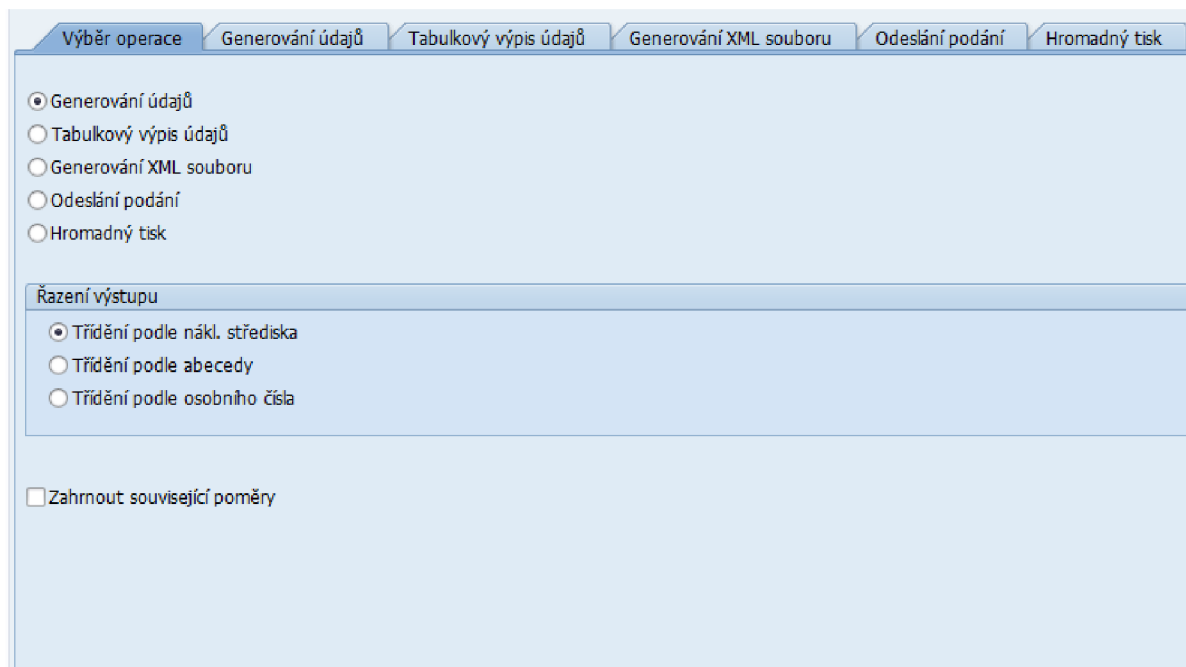 Výběr operace Generování údajů Tabulkový výpis údajů Generování XML souboru Odeslání podání Hromadný tisk
Generování údajů
Tabulkový výpis údajů
Generování XML souboru
Odeslání podání
Hromadný tisk
Řazení výstupu
Třídění podle nákl. střediska
Třídění podle abecedy
Třídění podle osobního čísla
Zahrnout související poměry